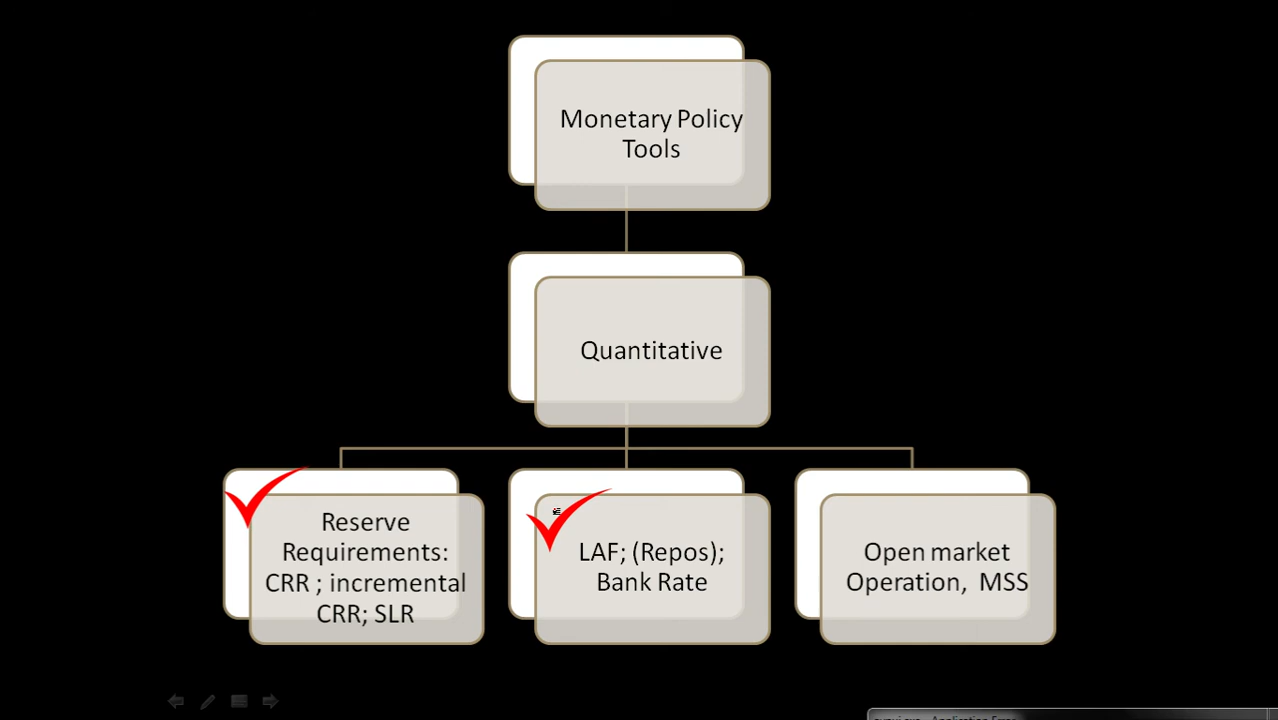 Monetary Policy
Tools
Quantitative
Reserve
Requirements:
CRR ; incremental
CRR; SLR
LAF; (Repos);
Bank Rate
Open market
Operation,  MSS